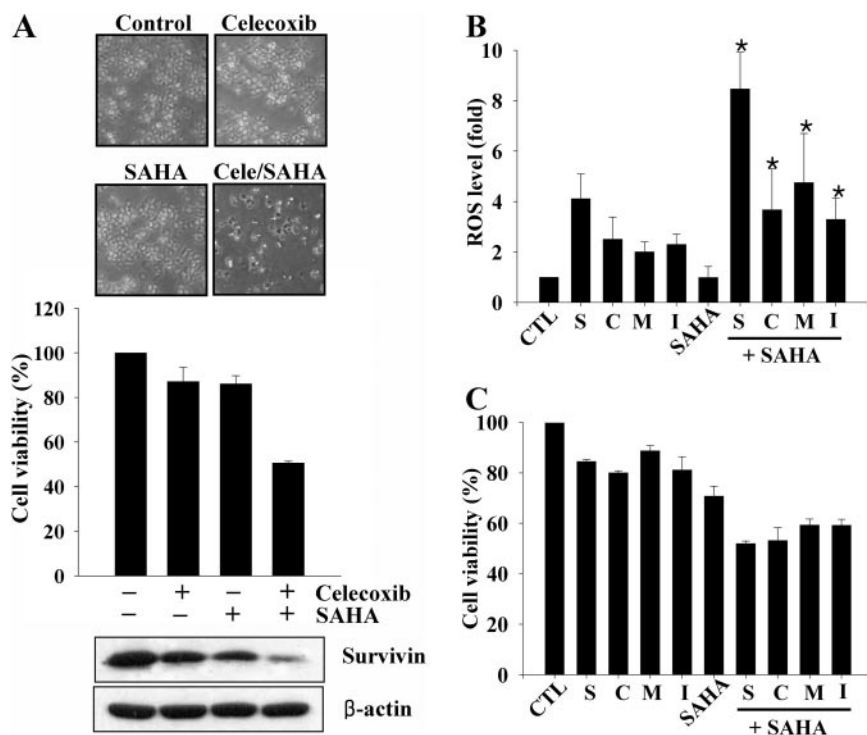 A
Control Celecoxib
SAHA Cele/SAHA
Cell viability (%)
120
100
80
60
40
20
0
– + – + Celecoxib
– – + + SAHA
Survivin
β-actin
B
ROS level (fold)
10
8
6
4
2
0
* * * *
CTL S C M I SAHA S C M I
+ SAHA
C
Cell viability (%)
100
80
60
40
60
0
CTL S C M I SAHA S C M I
+ SAHA